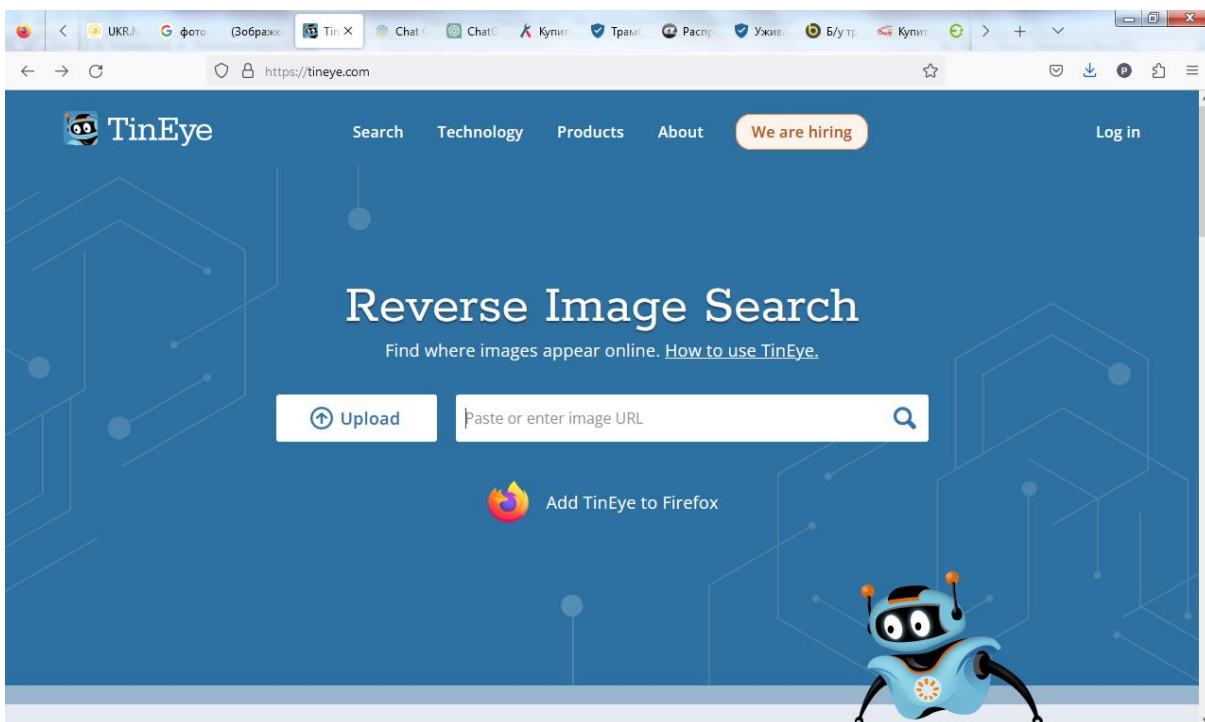 UKR.N
фото
(Зображе
Tin
Chat
ChatG
Купит
Трам
Распр
Ужив
Б/у тр
Купит
https://tineye.com
P
TinEye
Search
Technology
Products
About
We are hiring
Log in
Reverse Image Search
Find where images appear online. How to use TinEye.
Upload
Paste or enter image URL
Add TinEye to Firefox